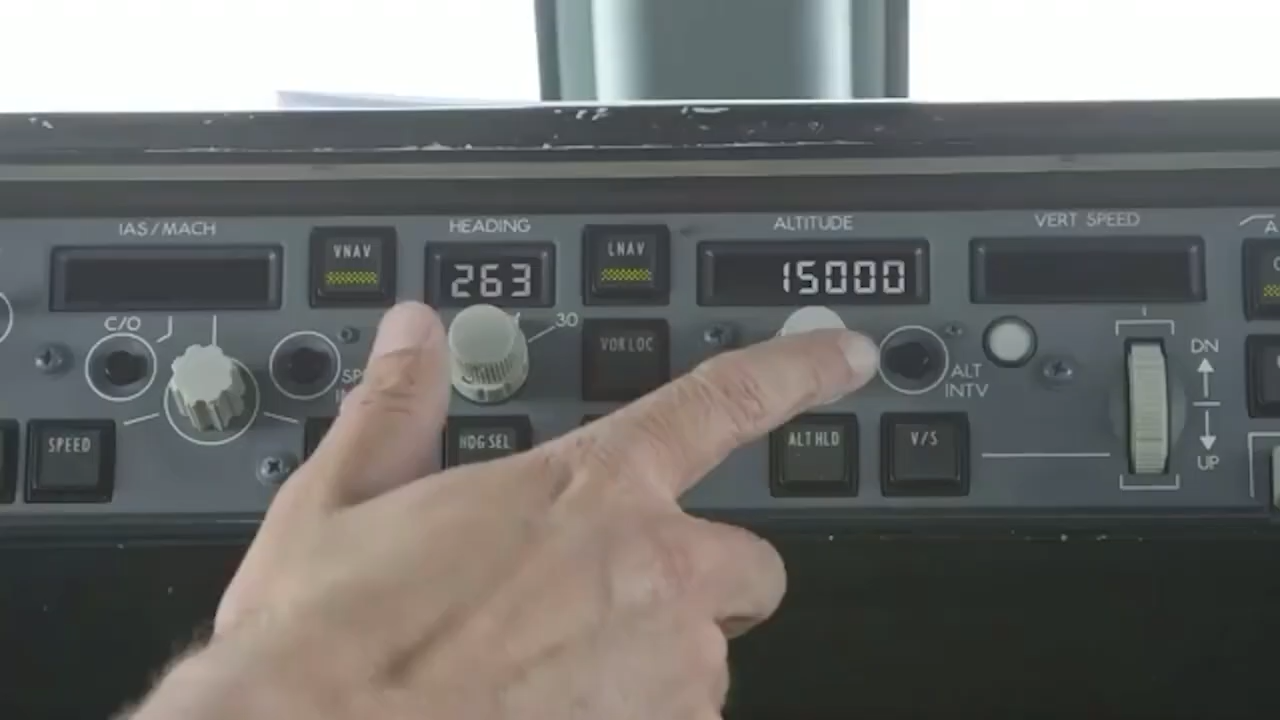 IAS/MACH
VNAV
HEADING
263
LNAV
ALTITUDE
15000
VERT SPEED
A
C/O
30
VOR LOC
ALT
INTV
DN
UP
SPEED
HDG SEL
ALT HLD
V/S